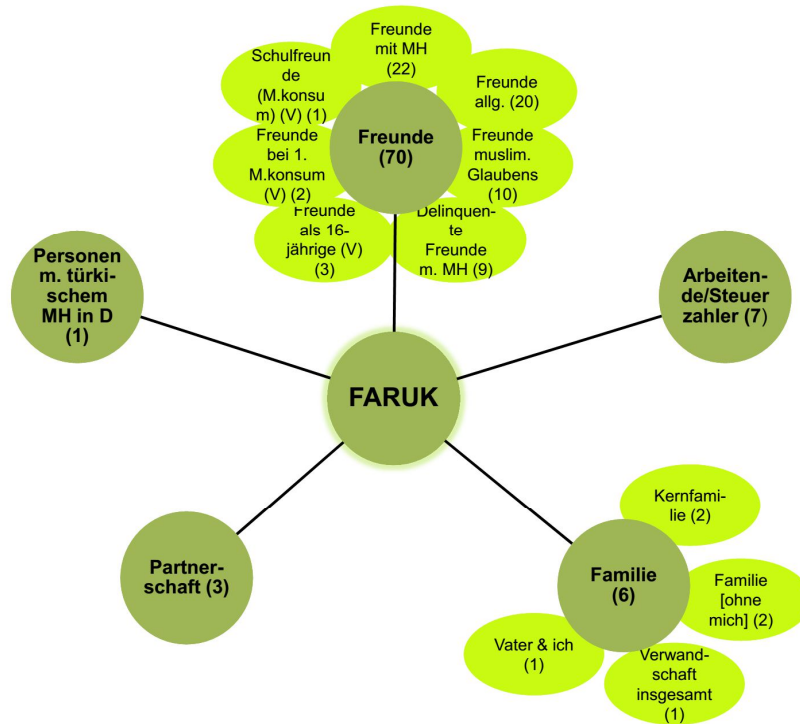 Freunde
mit MH
(22)
Schulfreun
de
(M.konsu
m) (V) (1)
Freunde
allg. (20)
Freunde
(70)
Freunde
bei 1.
M.konsum
(V) (2)
Freunde
muslim.
Glaubens
(10)
Freunde
als 16-
jährige (V)
(3)
Delinquen-
te
Freunde
m. MH (9)
Personen
m. türki-
schem
MH in D
(1)
Arbeiten-
de/Steuer
zahler (7)
FARUK
Partner-
schaft (3)
Kernfami-
lie (2)
Familie
(6)
Familie
[ohne
mich] (2)
Vater & ich
(1)
Verwand-
schaft
insgesamt
(1)